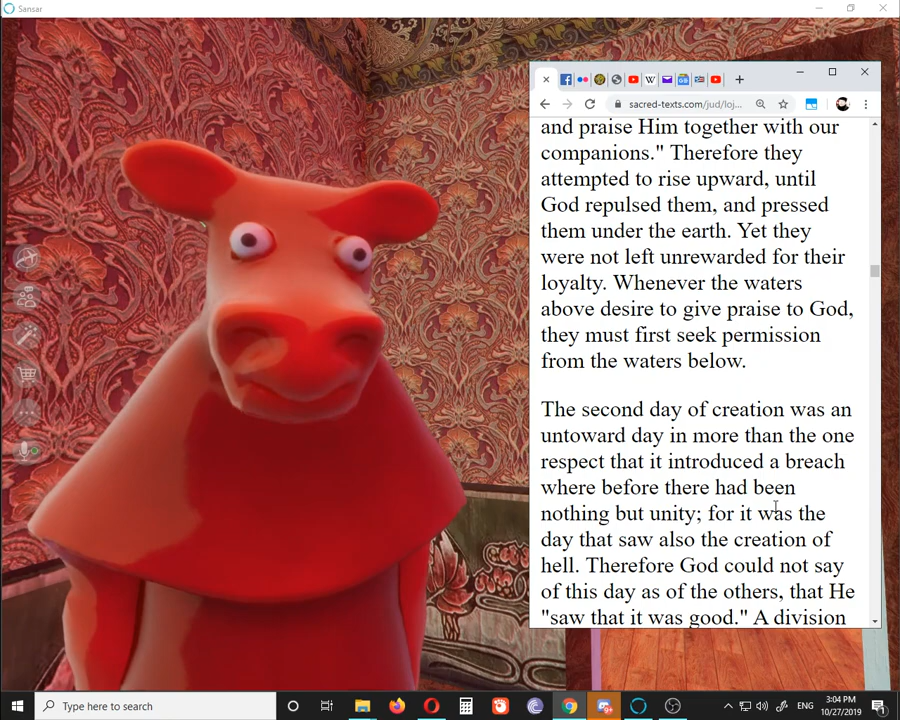 Sansar
sacred-texts.com/jud/loj...
and praise Him together with our
companions." Therefore they
attempted to rise upward, until
God repulsed them, and pressed
them under the earth. Yet they
were not left unrewarded for their
loyalty. Whenever the waters
above desire to give praise to God,
they must first seek permission
from the waters below.
The second day of creation was an
untoward day in more than the one
respect that it introduced a breach
where before there had been
nothing but unity; for it was the
day that saw also the creation of
hell. Therefore God could not say
of this day as of the others, that He
"saw that it was good." A division
Type here to search
ENG
3:04 PM
10/27/2019